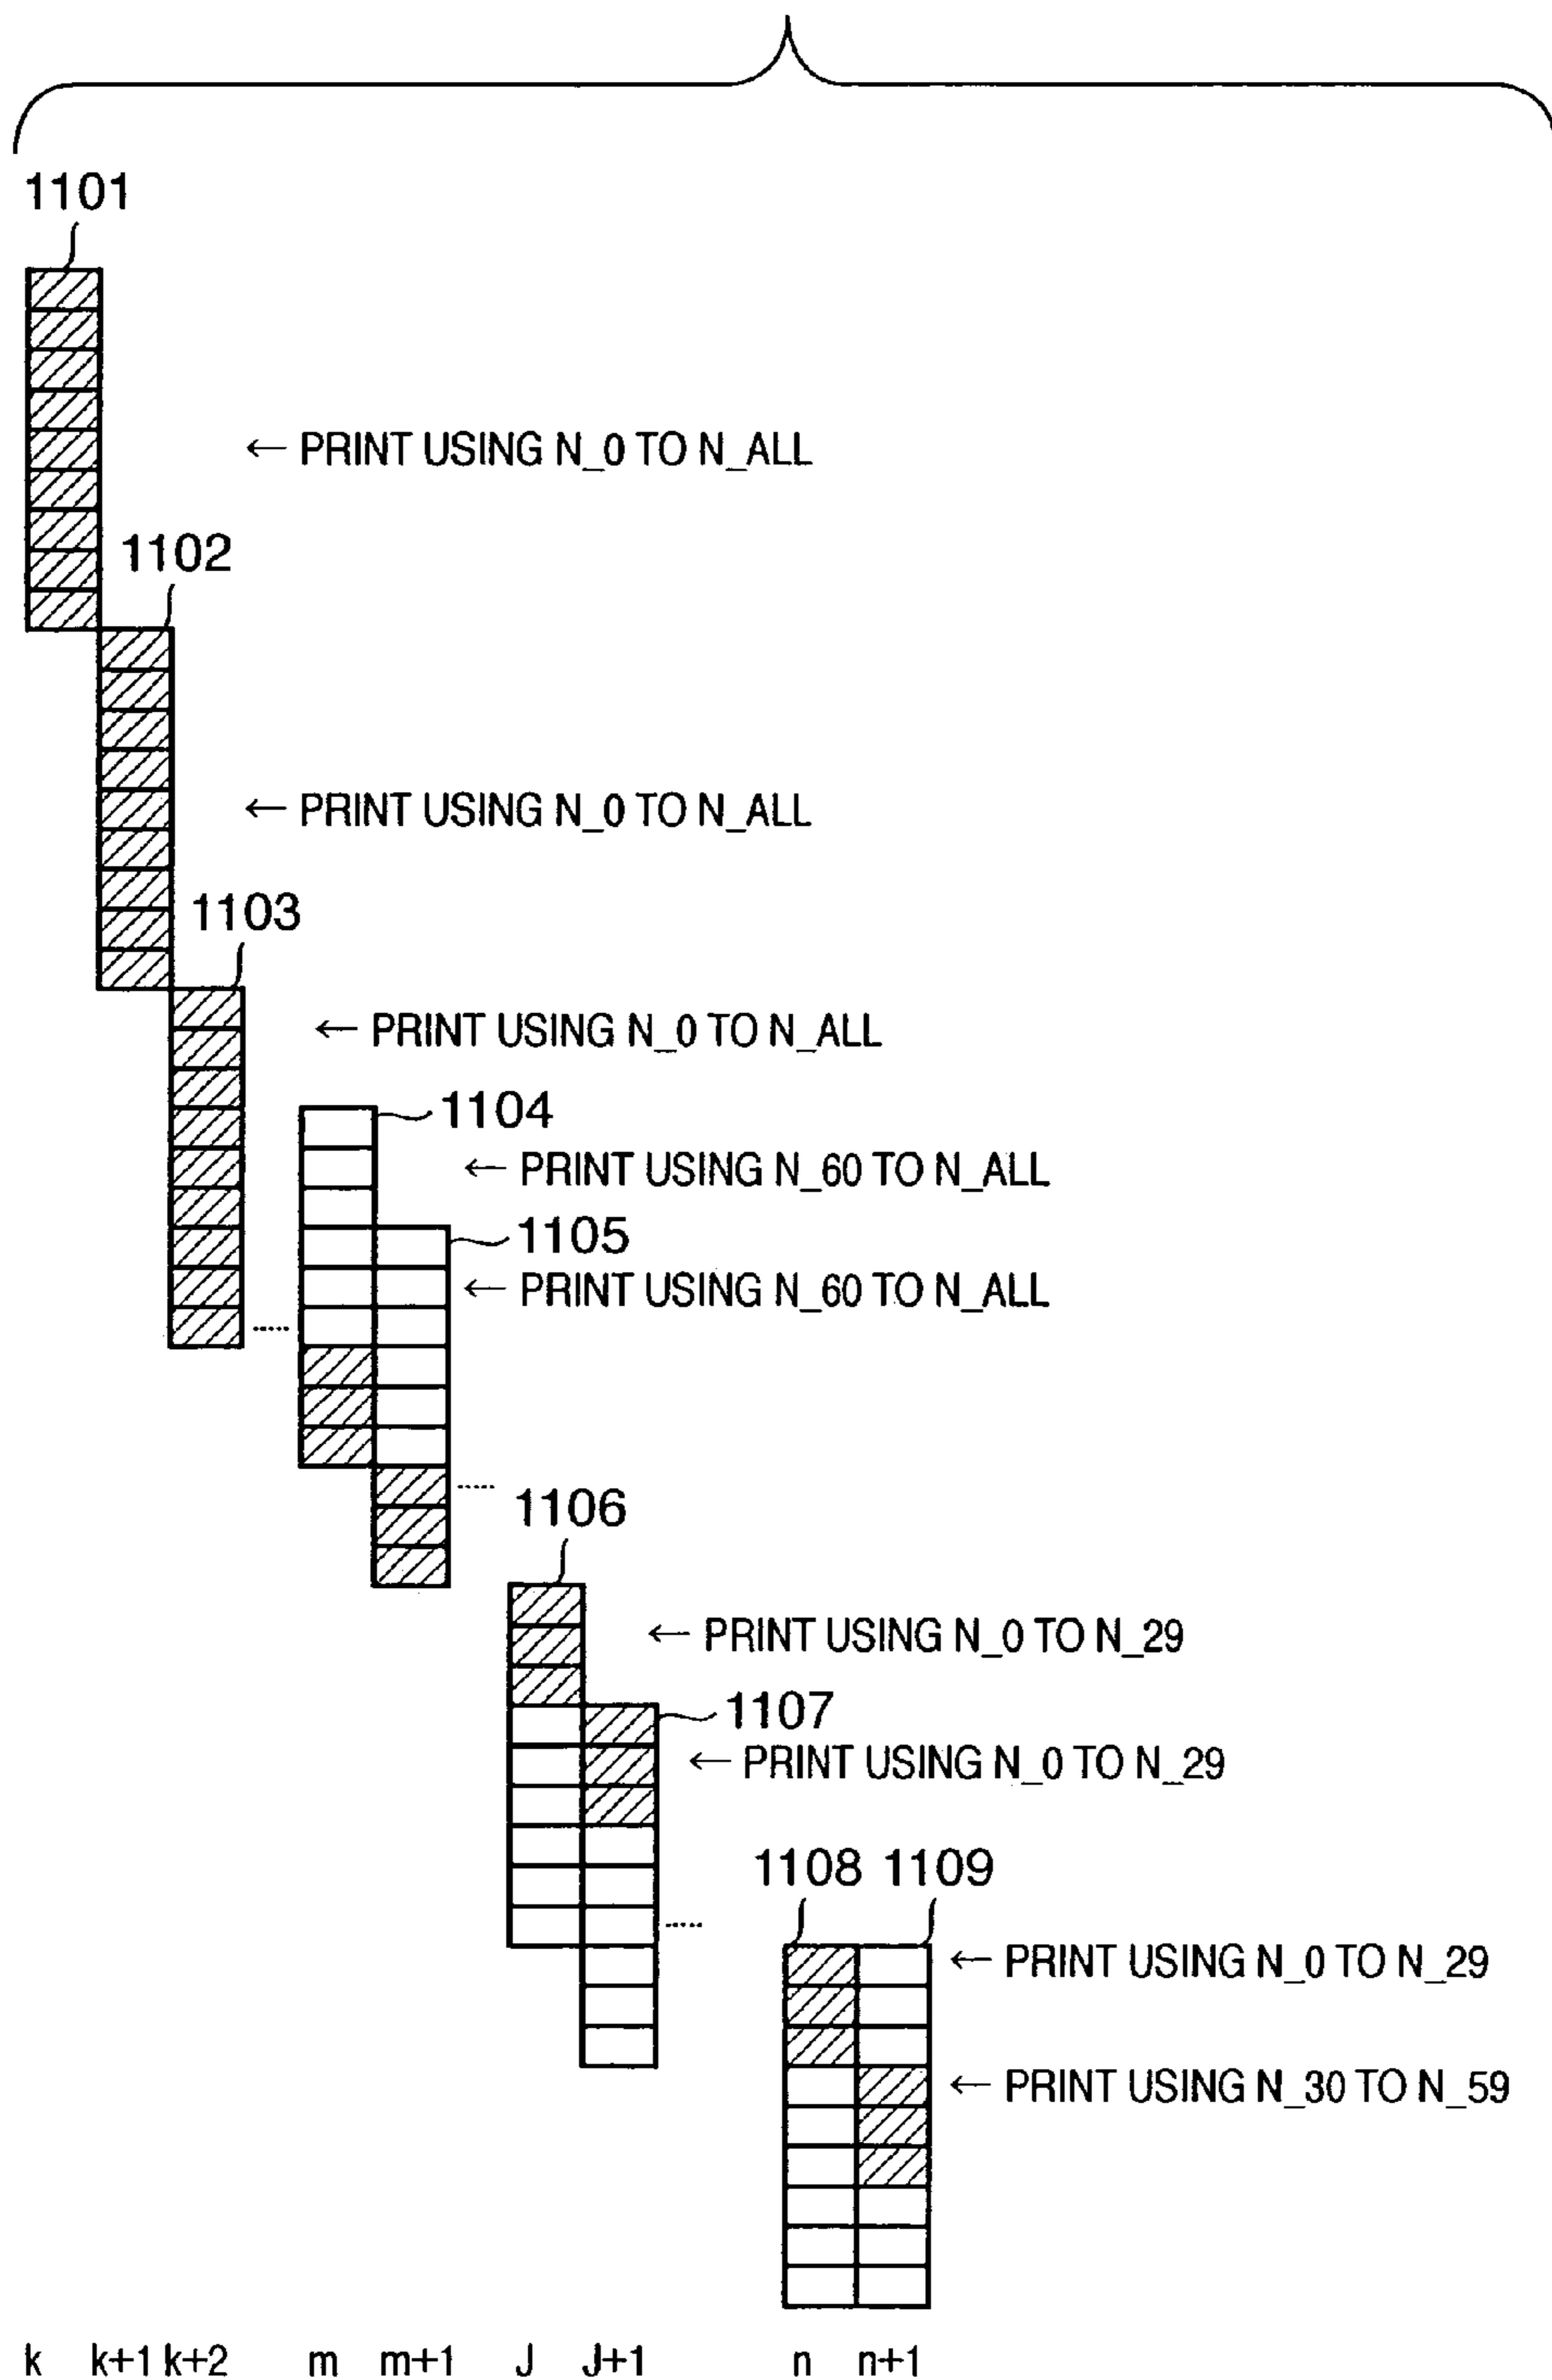 1101
← PRINT USING N_0 TO N_ALL
1102
← PRINT USING N_0 TO N_ALL
1103
← PRINT USING N_0 TO N_ALL
1104
← PRINT USING N_60 TO N_ALL
1105
← PRINT USING N_60 TO N_ALL
1106
← PRINT USING N_0 TO N_29
1107
← PRINT USING N_0 TO N_29
1108 1109
← PRINT USING N_0 TO N_29
← PRINT USING N_30 TO N_59
k k+1 k+2 m m+1 J J+1 n n+1